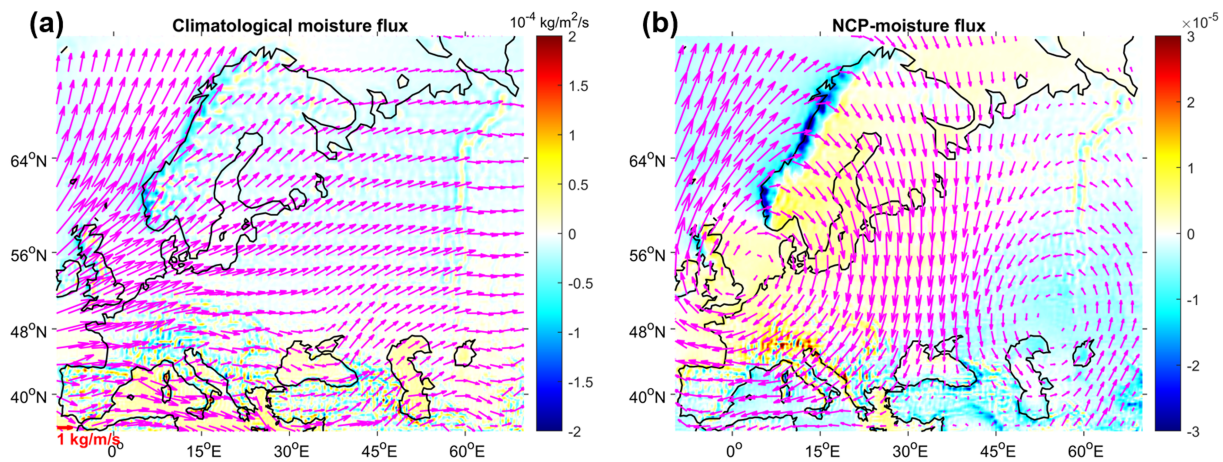 (a) Climatological moisture flux 10⁻⁴ kg/m²/s
2
1.5
1
0.5
0
-0.5
-1
-1.5
-2
64°N
56°N
48°N
40°N
1 kg/m/s
0° 15°E 30°E 45°E 60°E
(b) NCP-moisture flux ×10⁻⁵
3
2
1
0
-1
-2
-3
64°N
56°N
48°N
40°N
0° 15°E 30°E 45°E 60°E